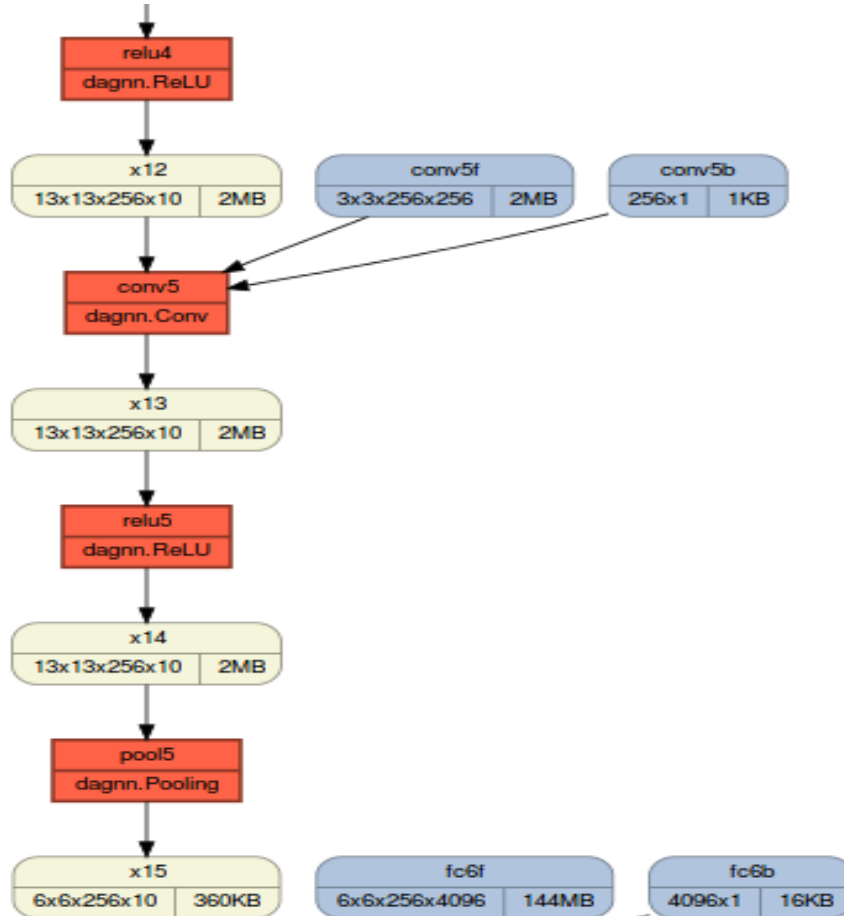 relu4
dagnn.ReLU
x12 conv5f conv5b
13x13x256x10 2MB 3x3x256x256 2MB 256x1 1KB
conv5
dagnn.Conv
x13
13x13x256x10 2MB
relu5
dagnn.ReLU
x14
13x13x256x10 2MB
pool5
dagnn.Pooling
x15 fc6f fc6b
6x6x256x10 360KB 6x6x256x4096 144MB 4096x1 16KB